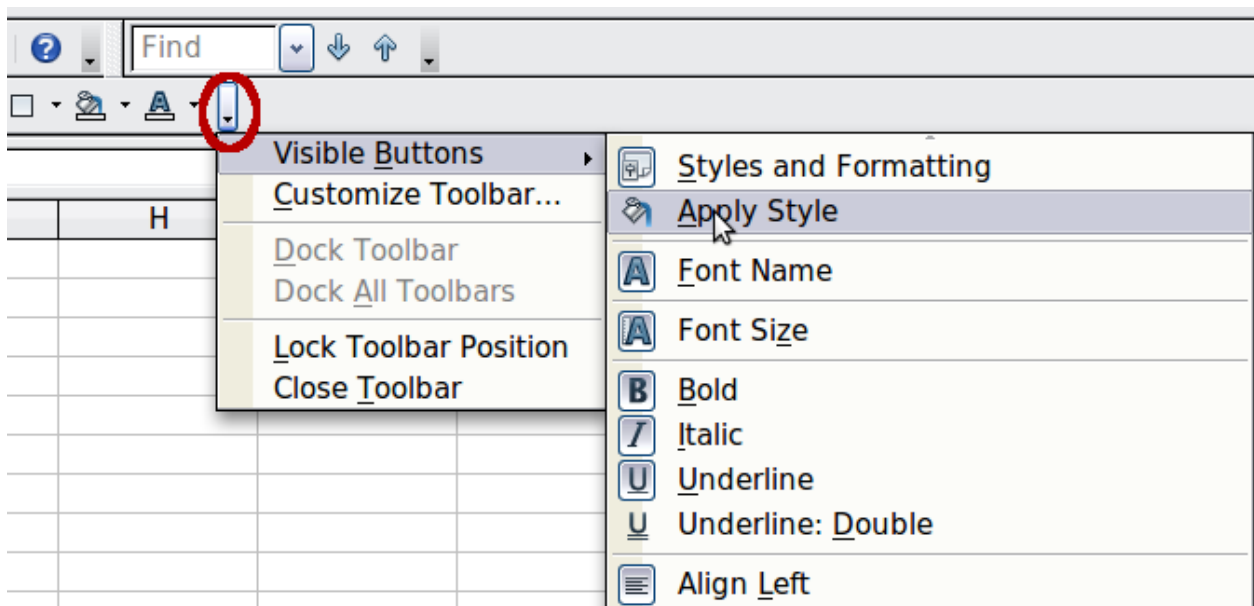 Find
H
Visible Buttons
Customize Toolbar...
Dock Toolbar
Dock All Toolbars
Lock Toolbar Position
Close Toolbar
Styles and Formatting
Apply Style
Font Name
Font Size
Bold
Italic
Underline
Underline: Double
Align Left